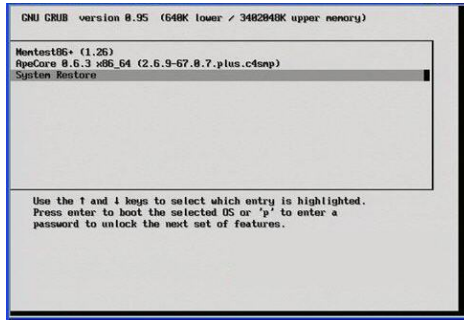 GNU GRUB version 0.95 (640K lower / 3402048K upper memory)
Memtest86+ (1.26)
ApeCore 0.6.3 x86_64 (2.6.9-67.0.7.plus.c4smp)
System Restore
Use the ↑ and ↓ keys to select which entry is highlighted.
Press enter to boot the selected OS or 'p' to enter a
password to unlock the next set of features.